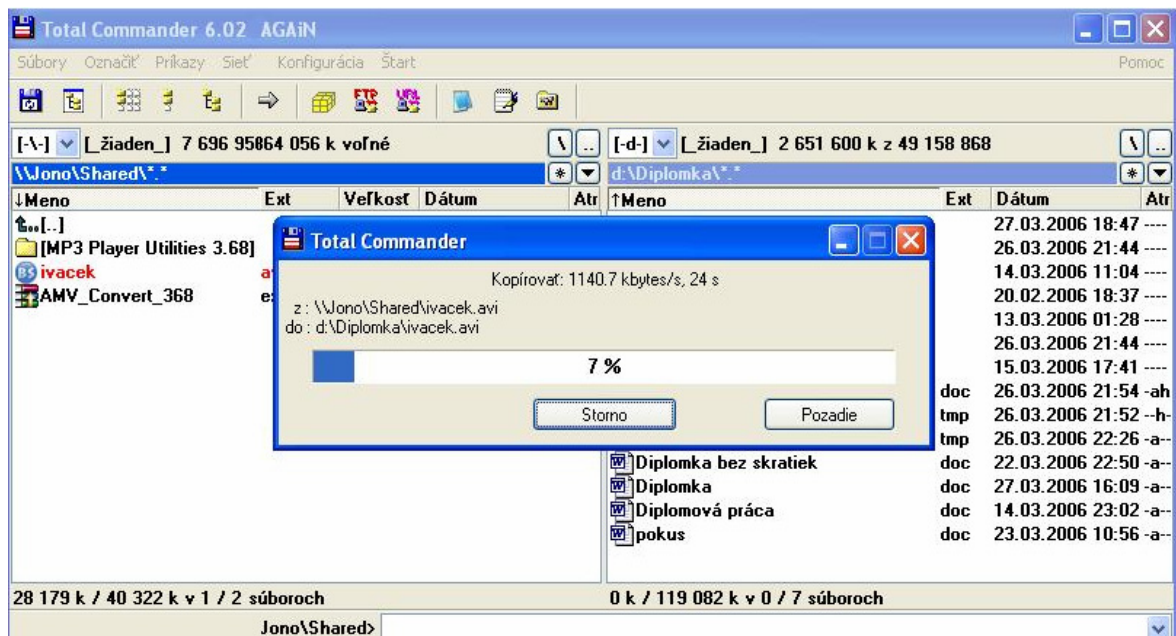 Total Commander 6.02 AGAiN
Súbory Označiť Príkazy Sieť Konfigurácia Štart Pomoc
[-\-] [_žiaden_] 7 696 95864 056 k voľné \ ..
[-d-] [_žiaden_] 2 651 600 k z 49 158 868 \ ..
\\Jono\Shared\*.* *
d:\Diplomka\*.* *
↓Meno Ext Veľkosť Dátum Atr
↑Meno Ext Dátum Atr
[..]
[MP3 Player Utilities 3.68]
ivacek
AMV_Convert_368
Total Commander
Kopírovať: 1140.7 kbytes/s, 24 s
z : \\Jono\Shared\ivacek.avi
do : d:\Diplomka\ivacek.avi
7 %
Storno Pozadie
27.03.2006 18:47 ----
26.03.2006 21:44 ----
14.03.2006 11:04 ----
20.02.2006 18:37 ----
13.03.2006 01:28 ----
26.03.2006 21:44 ----
15.03.2006 17:41 ----
doc 26.03.2006 21:54 -ah
tmp 26.03.2006 21:52 --h-
tmp 26.03.2006 22:26 -a--
Diplomka bez skratiek doc 22.03.2006 22:50 -a--
Diplomka doc 27.03.2006 16:09 -a--
Diplomová práca doc 14.03.2006 23:02 -a--
pokus doc 23.03.2006 10:56 -a--
28 179 k / 40 322 k v 1 / 2 súboroch
0 k / 119 082 k v 0 / 7 súboroch
Jono\Shared>